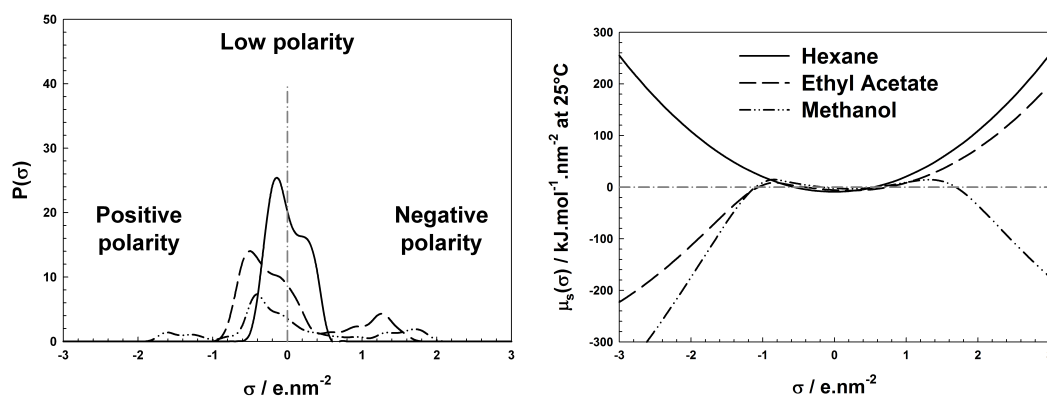 50
40
30
20
10
0
P(σ)
Low polarity
Positive
polarity
Negative
polarity
-3 -2 -1 0 1 2 3
σ / e.nm⁻²
300
200
100
0
-100
-200
-300
μₛ(σ) / kJ.mol⁻¹.nm⁻² at 25°C
Hexane
Ethyl Acetate
Methanol
-3 -2 -1 0 1 2 3
σ / e.nm⁻²